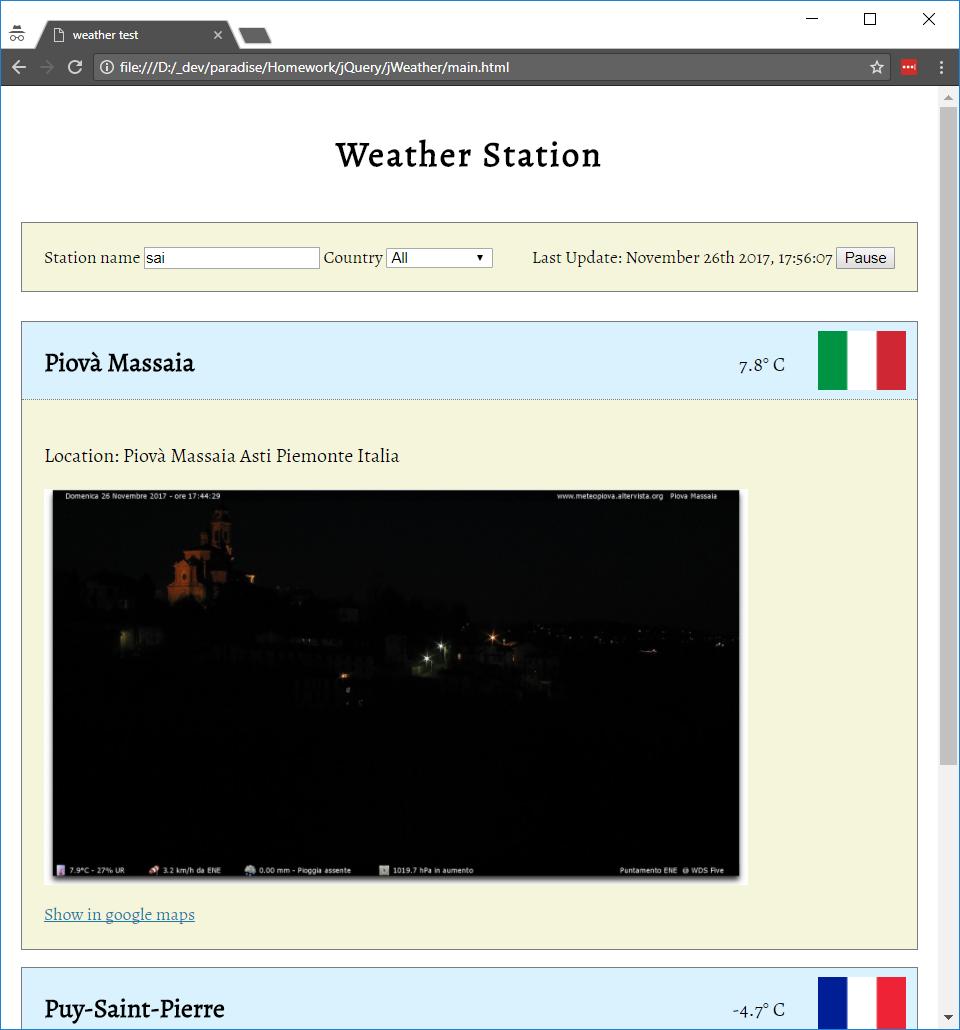 weather test
file:///D:/_dev/paradise/Homework/jQuery/jWeather/main.html
Weather Station
Station name sai Country All Last Update: November 26th 2017, 17:56:07 Pause
Piovà Massaia 7.8° C
Location: Piovà Massaia Asti Piemonte Italia
Domenica 26 Novembre 2017 - ore 17:44:29 www.meteopiova.altervista.org Piova Massaia
7.9°C - 27% UR 3.2 km/h da ENE 0.00 mm - Pioggia assente 1019.7 hPa in aumento Puntamento ENE @ WDS Five
Show in google maps
Puy-Saint-Pierre -4.7° C